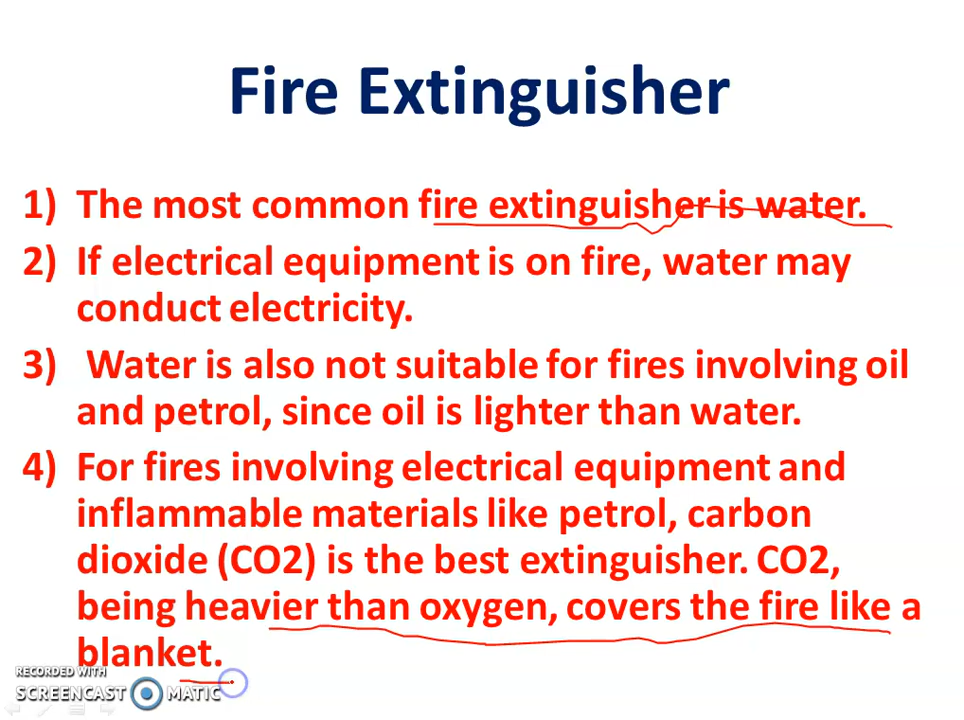 Fire Extinguisher
1) The most common fire extinguisher is water.
2) If electrical equipment is on fire, water may
conduct electricity.
3) Water is also not suitable for fires involving oil
and petrol, since oil is lighter than water.
4) For fires involving electrical equipment and
inflammable materials like petrol, carbon
dioxide (CO2) is the best extinguisher. CO2,
being heavier than oxygen, covers the fire like a
blanket.
RECORDED WITH
SCREENCAST MATIC